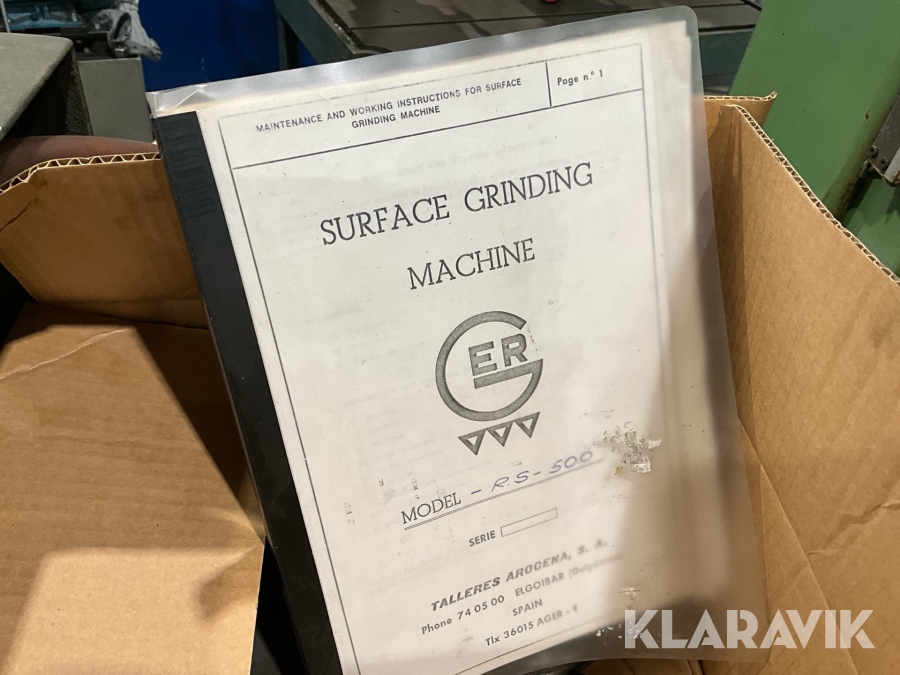 MAINTENANCE AND WORKING INSTRUCTIONS FOR SURFACE
GRINDING MACHINE
Page n.º 1
SURFACE GRINDING
MACHINE
GER
MODEL - RS-500
SERIE
TALLERES AROCENA, S. A.
Phone 74 05 00 ELGOIBAR
SPAIN
Tlx 36015 AGER - E
KLARAVIK